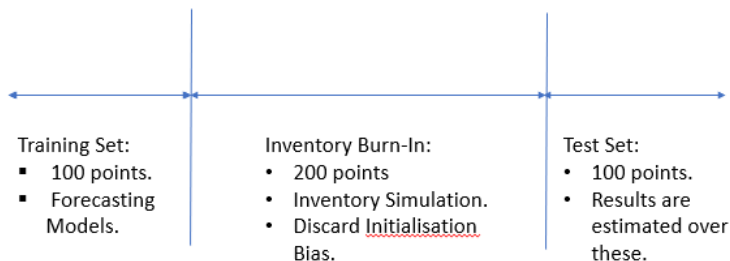 Training Set:
▪ 100 points.
▪ Forecasting
Models.
Inventory Burn-In:
• 200 points
• Inventory Simulation.
• Discard Initialisation
Bias.
Test Set:
• 100 points.
• Results are
estimated over
these.